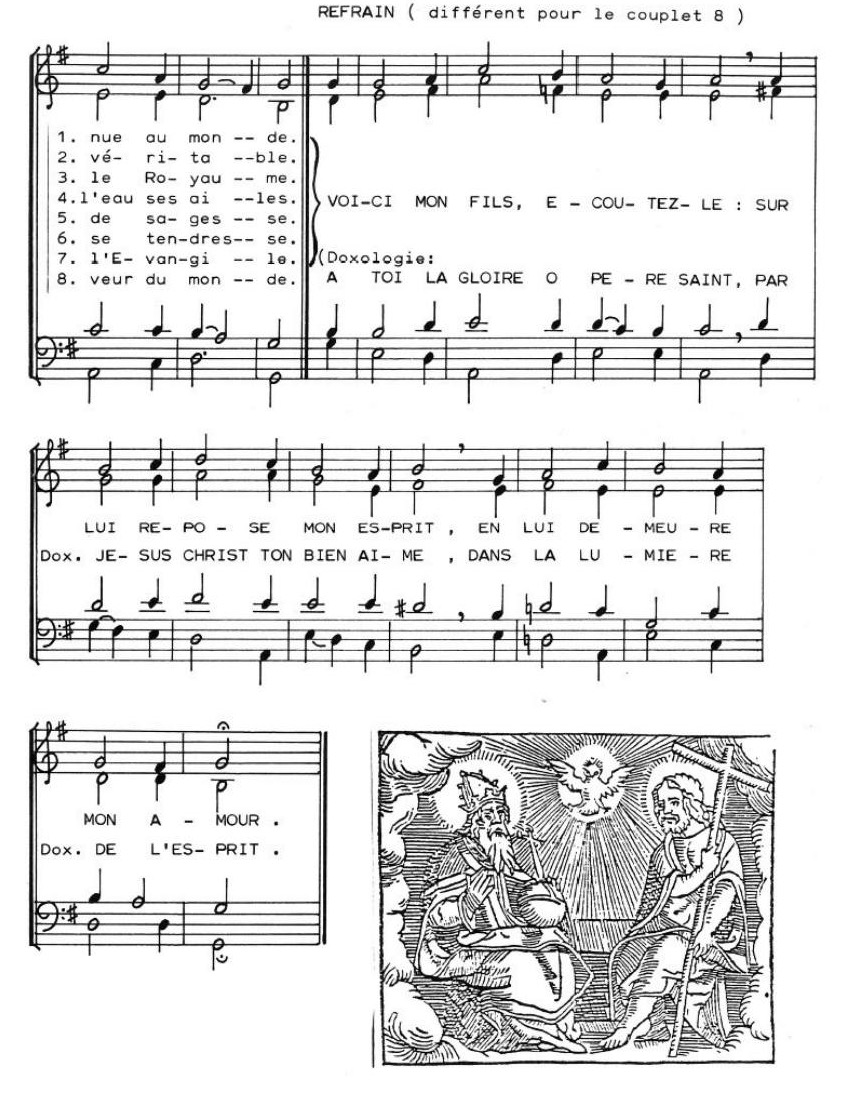 REFRAIN ( différent pour le couplet 8 )
1. nue au mon -- de.
2. vé- ri- ta --ble.
3. le Ro- yau -- me.
4.l'eau ses ai --les.
5. de sa- ges -- se.
6. se ten-dres-- se.
7. l'E- van-gi -- le.
8. veur du mon -- de.
VOI-CI MON FILS, E - COU- TEZ- LE : SUR
(Doxologie:
A TOI LA GLOIRE O PE - RE SAINT, PAR
LUI RE- PO - SE MON ES-PRIT , EN LUI DE - MEU - RE
Dox. JE- SUS CHRIST TON BIEN AI- ME , DANS LA LU - MIE - RE
MON A - MOUR .
Dox. DE L'ES- PRIT .